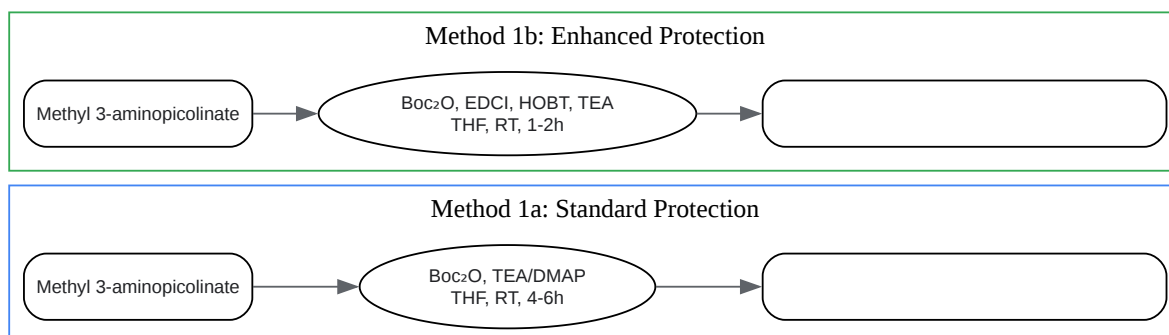 Method 1b: Enhanced Protection
Methyl 3-aminopicolinate
Boc₂O, EDCI, HOBT, TEA
THF, RT, 1-2h
Method 1a: Standard Protection
Methyl 3-aminopicolinate
Boc₂O, TEA/DMAP
THF, RT, 4-6h